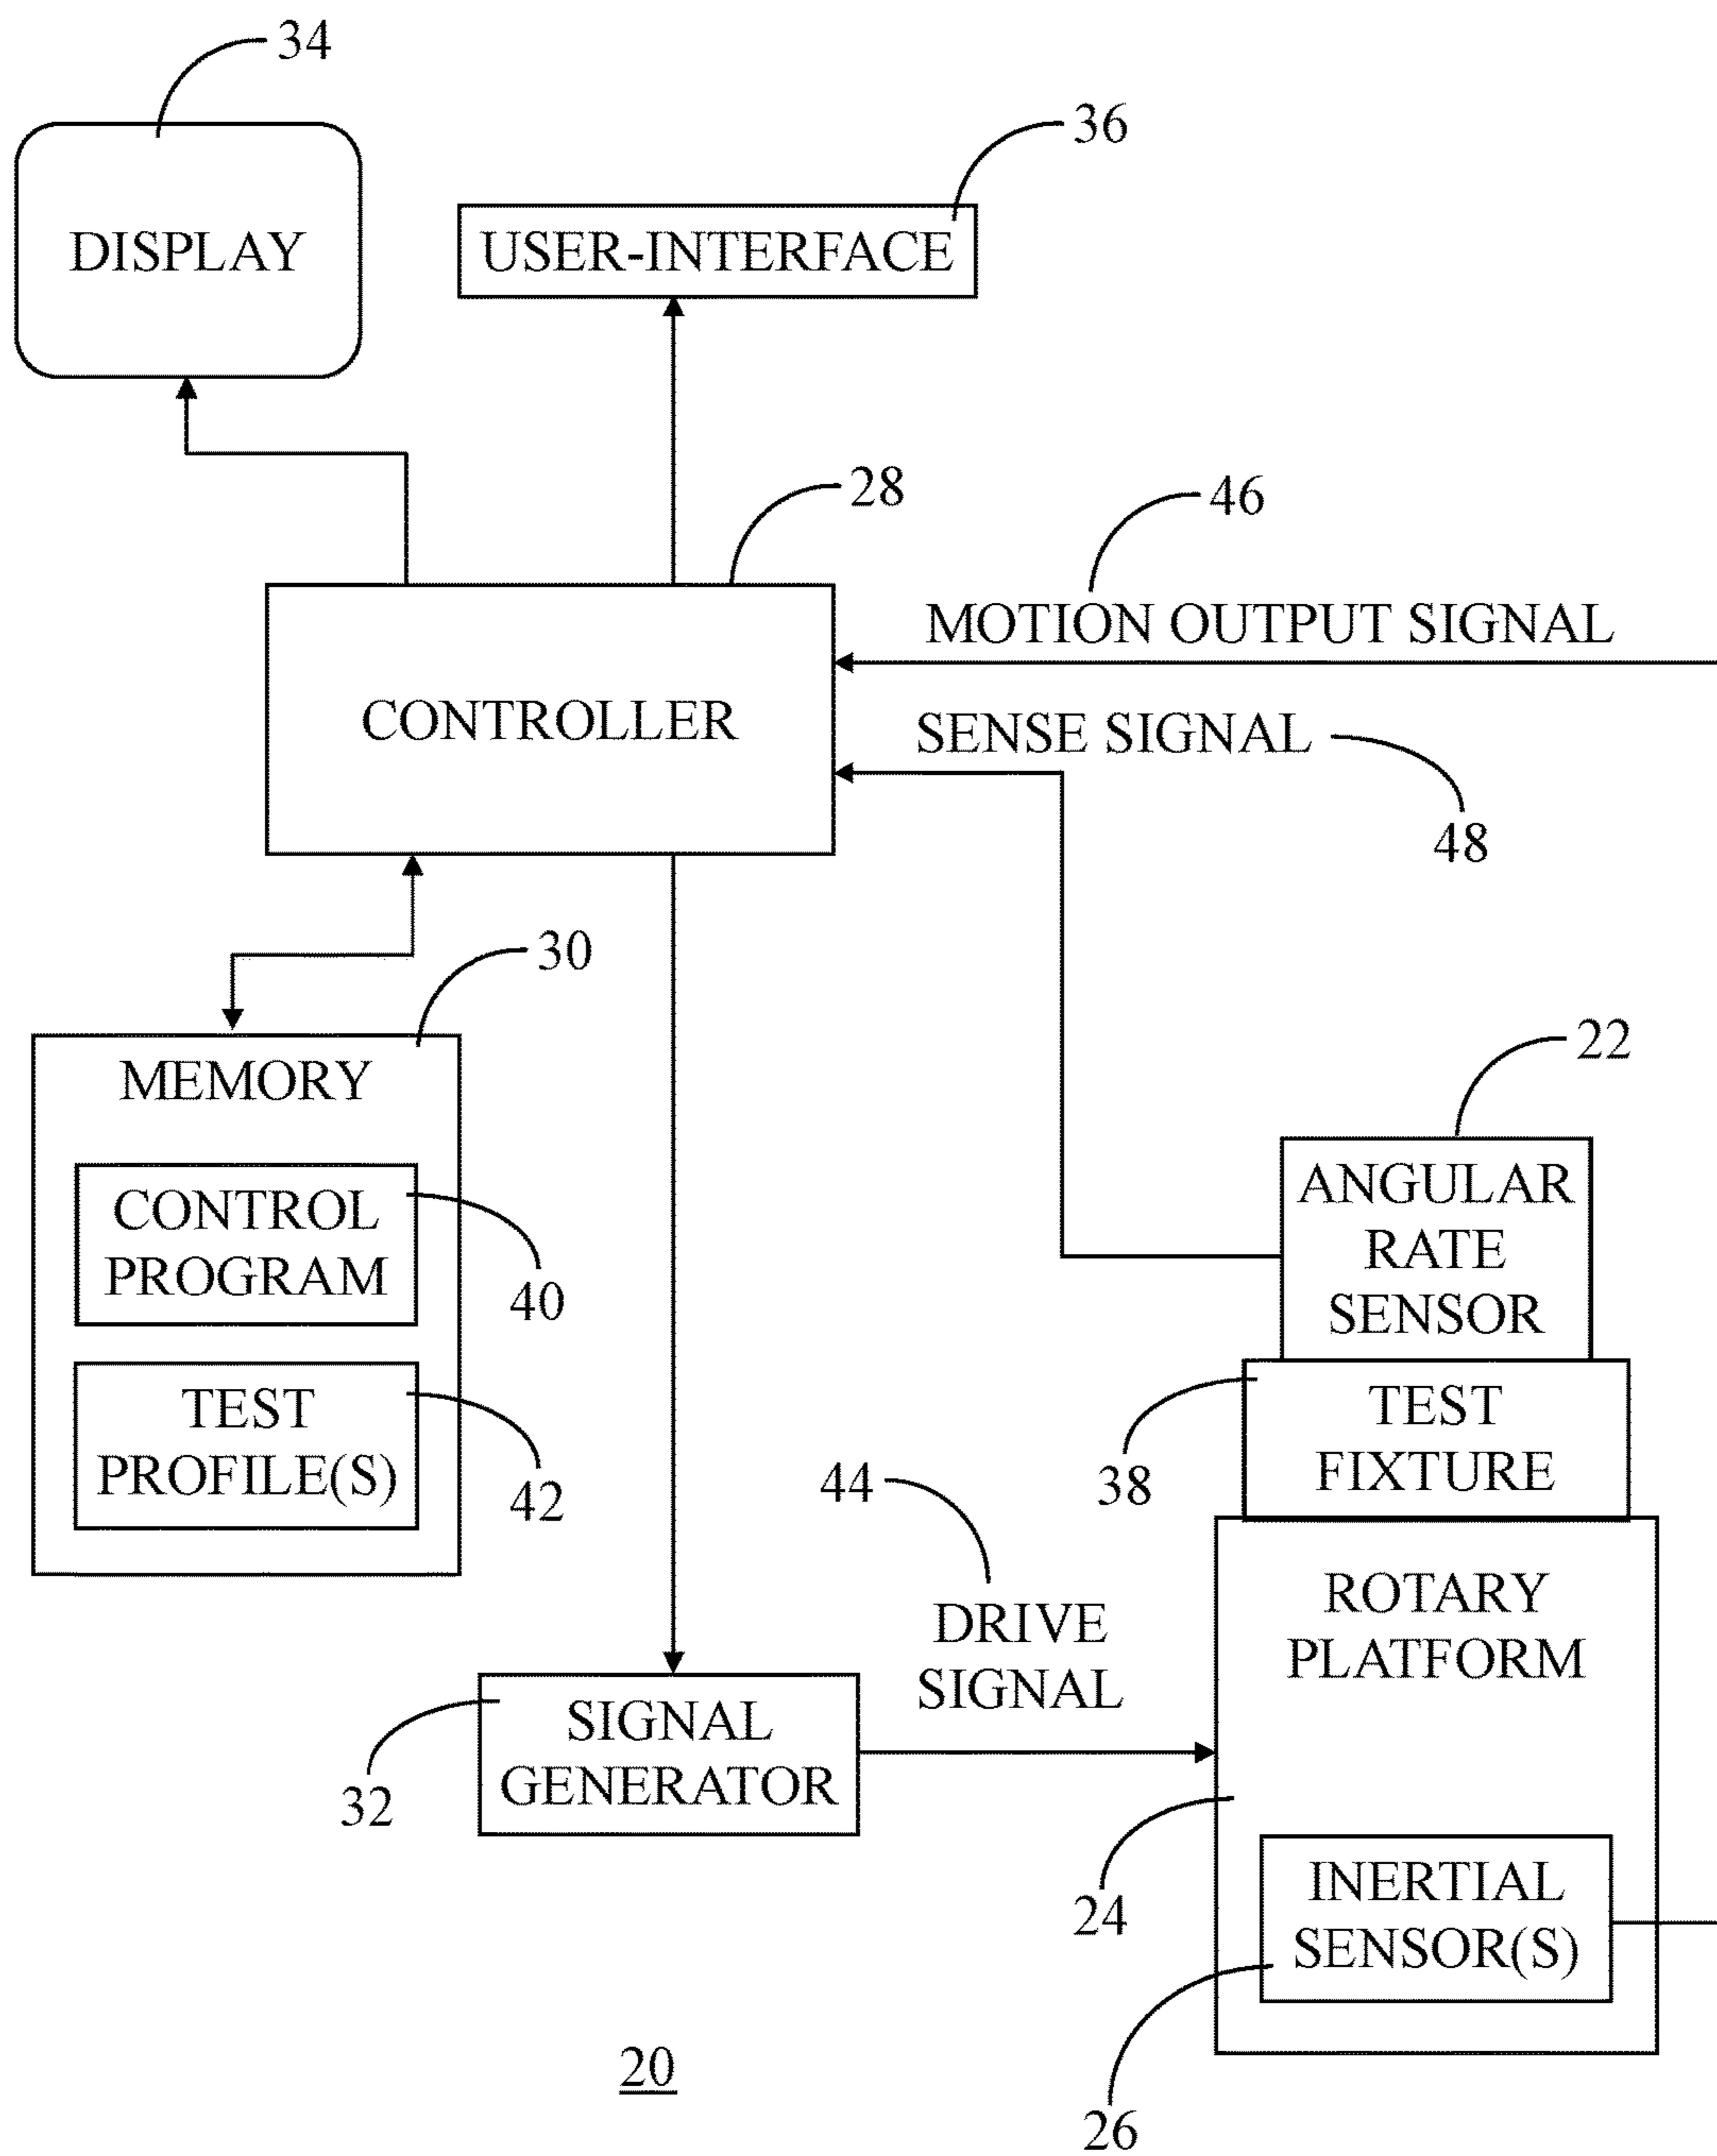 34
36
DISPLAY
USER-INTERFACE
28
46
MOTION OUTPUT SIGNAL
CONTROLLER
SENSE SIGNAL
48
30
MEMORY
22
CONTROL
PROGRAM
40
ANGULAR
RATE
SENSOR
TEST
PROFILE(S)
42
TEST
FIXTURE
38
44
DRIVE
SIGNAL
ROTARY
PLATFORM
SIGNAL
GENERATOR
32
24
INERTIAL
SENSOR(S)
26
20